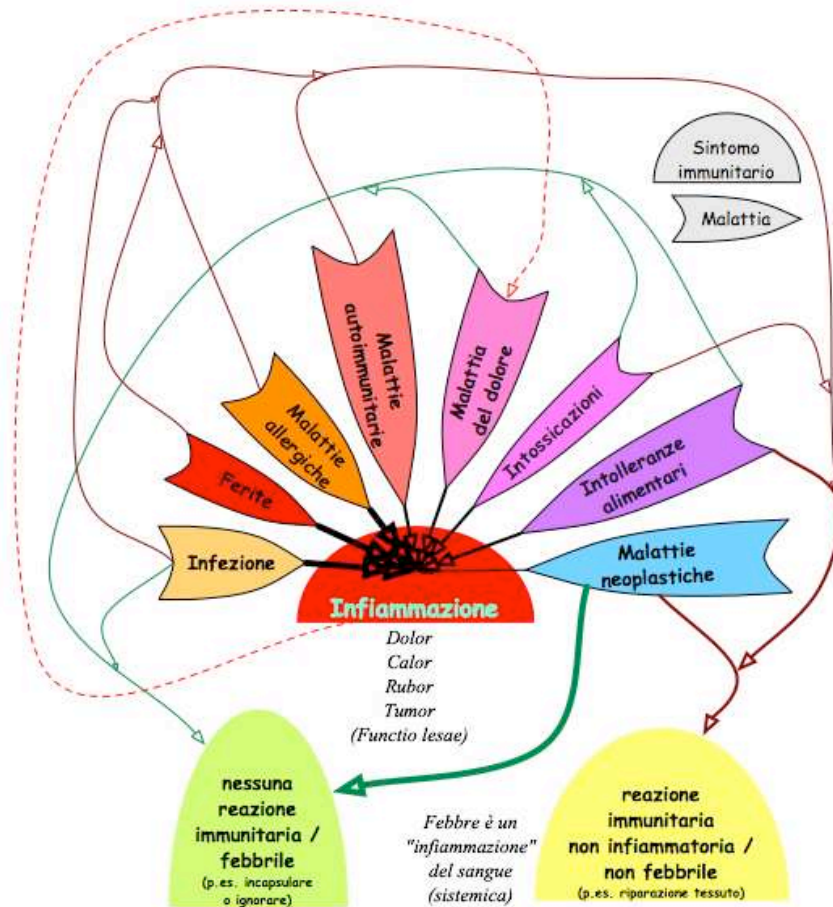 Sintomo
immunitario
Malattia
Malattie
autoimmunitarie
Malattia
del dolore
Malattie
allergiche
Intossicazioni
Ferite
Intolleranze
alimentari
Infezione
Malattie
neoplastiche
Infiammazione
Dolor
Calor
Rubor
Tumor
(Functio lesae)
nessuna
reazione
immunitaria /
febbrile
(p.es. incapsulare
o ignorare)
Febbre è un
"infiammazione"
del sangue
(sistemica)
reazione
immunitaria
non infiammatoria /
non febbrile
(p.es. riparazione tessuto)